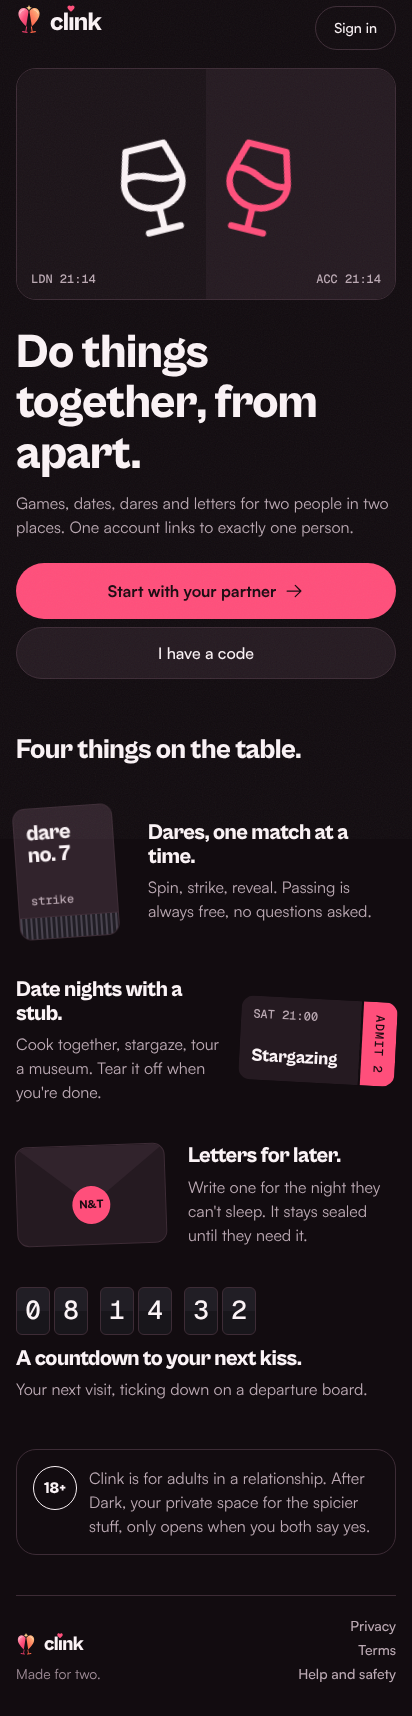 clink
Sign in
LDN 21:14
ACC 21:14
Do things
together, from
apart.
Games, dates, dares and letters for two people in two
places. One account links to exactly one person.
Start with your partner →
I have a code
Four things on the table.
dare
no. 7
strike
Dares, one match at a
time.
Spin, strike, reveal. Passing is
always free, no questions asked.
Date nights with a
stub.
Cook together, stargaze, tour
a museum. Tear it off when
you're done.
SAT 21:00
Stargazing
ADMIT 2
N&T
Letters for later.
Write one for the night they
can't sleep. It stays sealed
until they need it.
08 14 32
A countdown to your next kiss.
Your next visit, ticking down on a departure board.
18+
Clink is for adults in a relationship. After
Dark, your private space for the spicier
stuff, only opens when you both say yes.
clink
Made for two.
Privacy
Terms
Help and safety